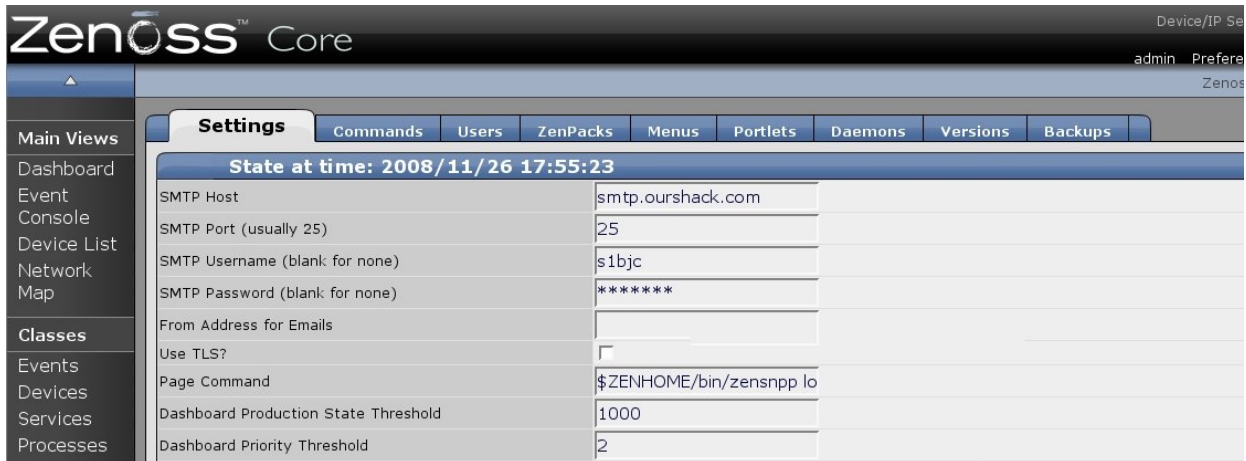 Zenoss™ Core
Device/IP Se
admin Prefere
Zenos
Main Views
Dashboard
Event
Console
Device List
Network
Map
Classes
Events
Devices
Services
Processes
Settings Commands Users ZenPacks Menus Portlets Daemons Versions Backups
State at time: 2008/11/26 17:55:23
SMTP Host smtp.ourshack.com
SMTP Port (usually 25) 25
SMTP Username (blank for none) s1bjc
SMTP Password (blank for none) *******
From Address for Emails
Use TLS?
Page Command $ZENHOME/bin/zensnpp lo
Dashboard Production State Threshold 1000
Dashboard Priority Threshold 2